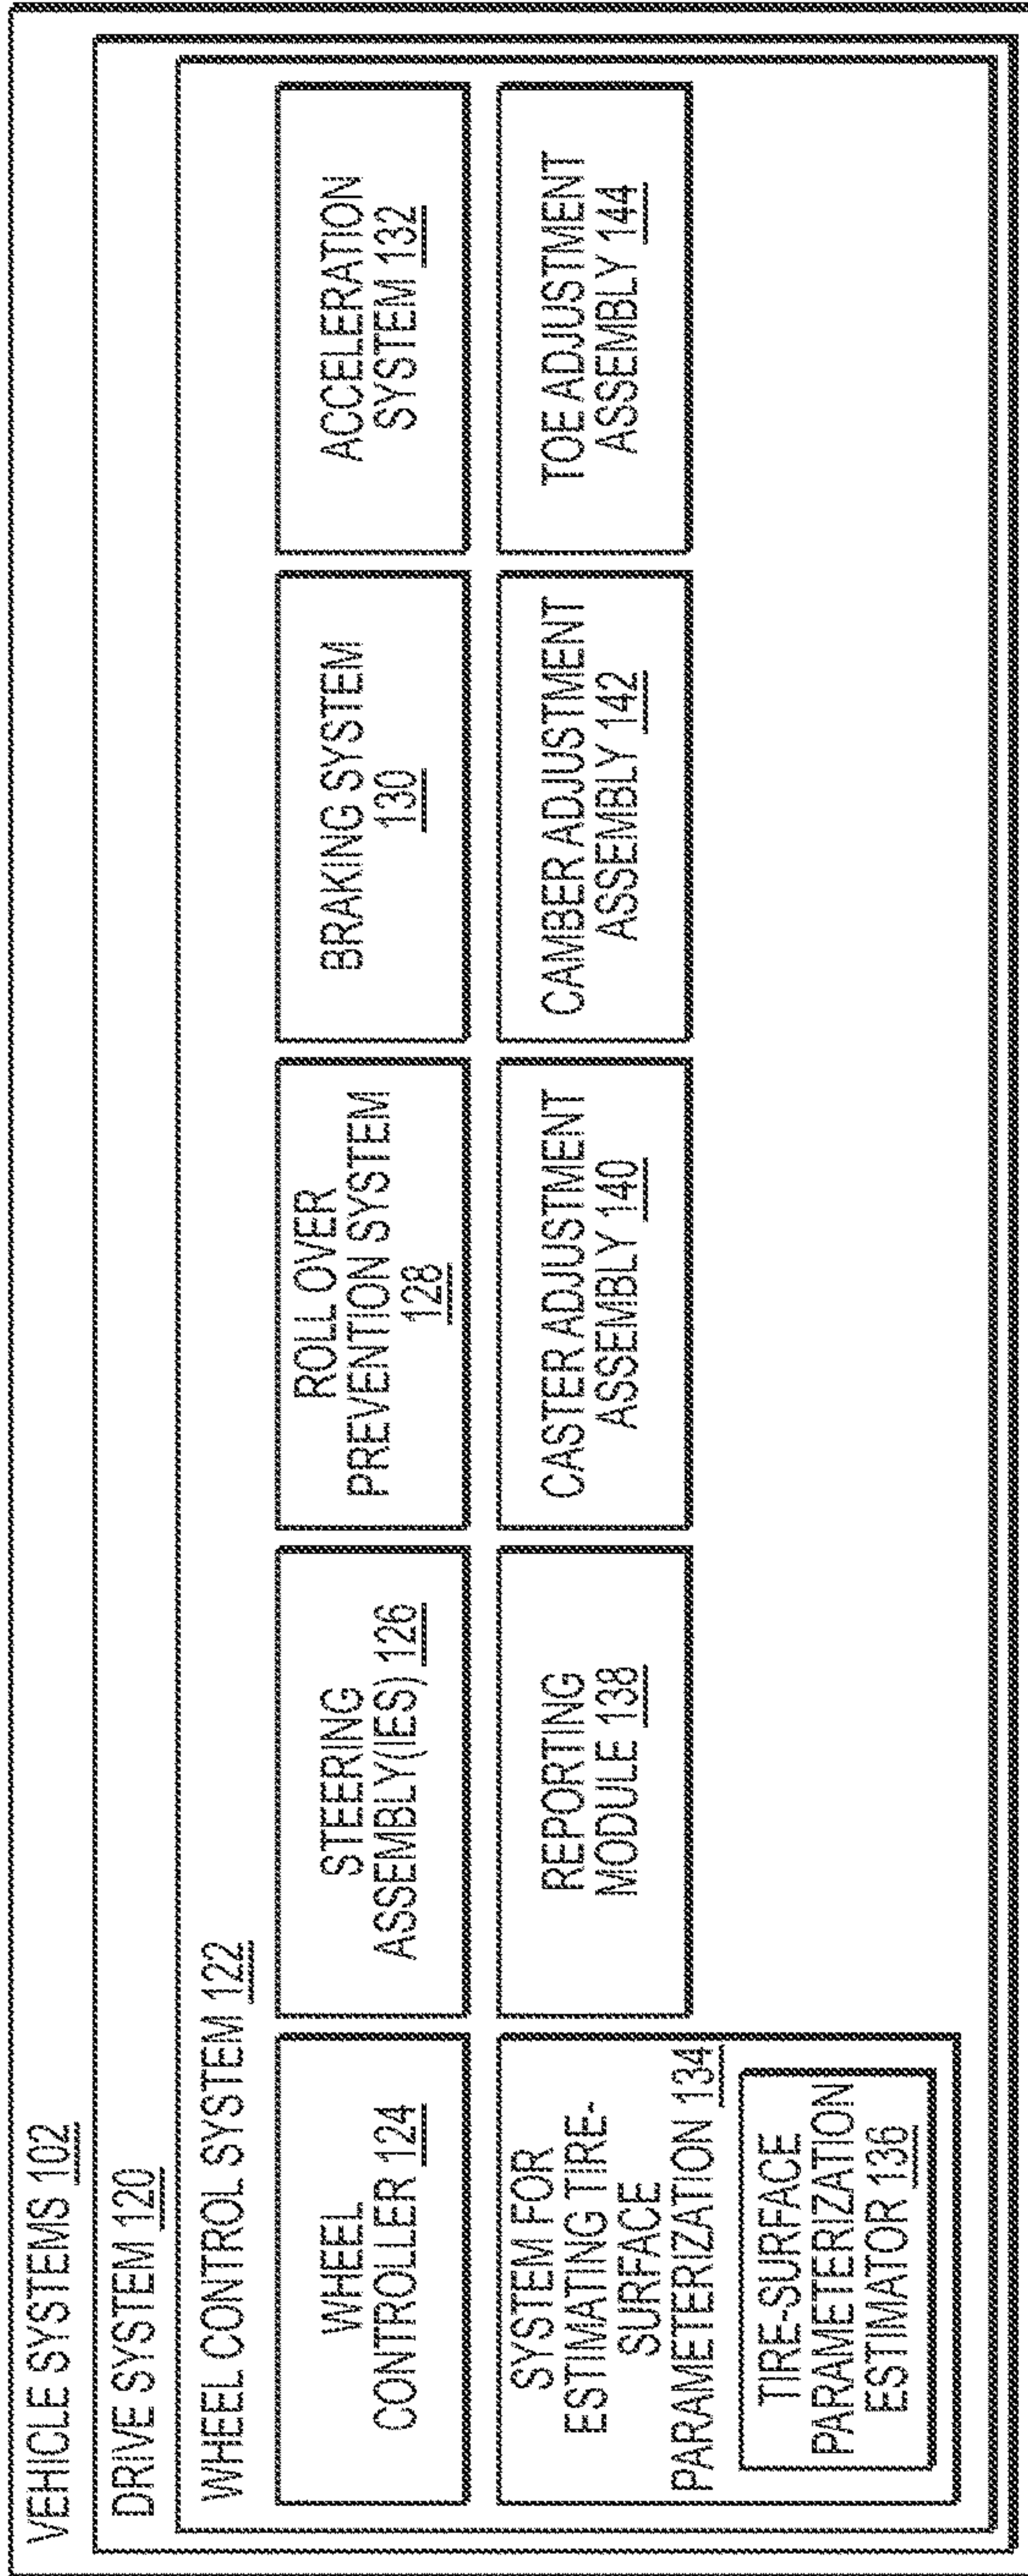 VEHICLE SYSTEMS 102
DRIVE SYSTEM 120
WHEEL CONTROL SYSTEM 122
WHEEL
CONTROLLER 124
STEERING
ASSEMBLY(IES) 126
ROLL OVER
PREVENTION SYSTEM
128
BRAKING SYSTEM
130
ACCELERATION
SYSTEM 132
SYSTEM FOR
ESTIMATING TIRE-
SURFACE
PARAMETERIZATION 134
TIRE-SURFACE
PARAMETERIZATION
ESTIMATOR 136
REPORTING
MODULE 138
CASTER ADJUSTMENT
ASSEMBLY 140
CAMBER ADJUSTMENT
ASSEMBLY 142
TOE ADJUSTMENT
ASSEMBLY 144